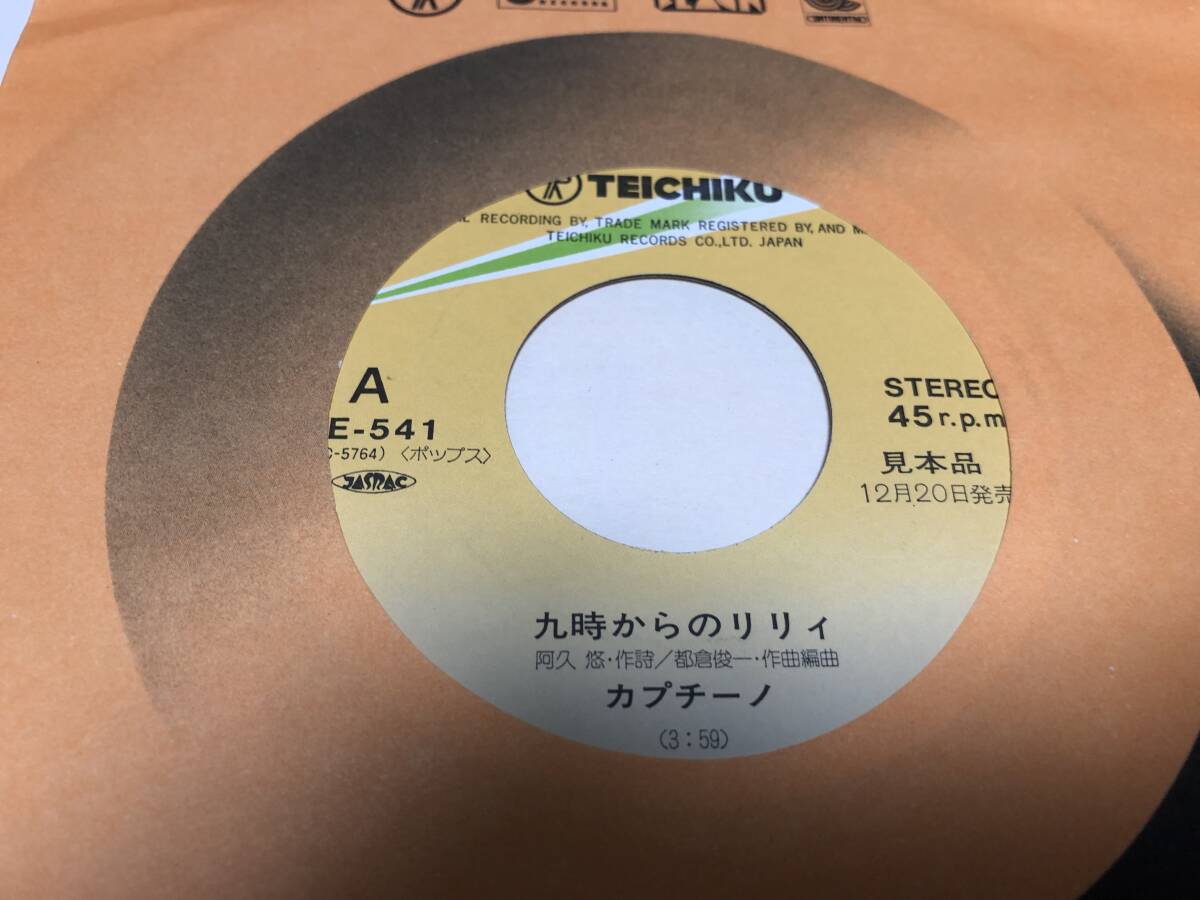 TEICHIKU
RECORDING BY, TRADE MARK REGISTERED BY, AND
TEICHIKU RECORDS CO.,LTD. JAPAN
A
STEREO
E-541
45 r.p.m
-5764) 〈ポップス〉
見本品
JASRAC
12月20日発売
九時からのリリィ
阿久 悠・作詩/都倉俊一・作曲編曲
カプチーノ
(3:59)